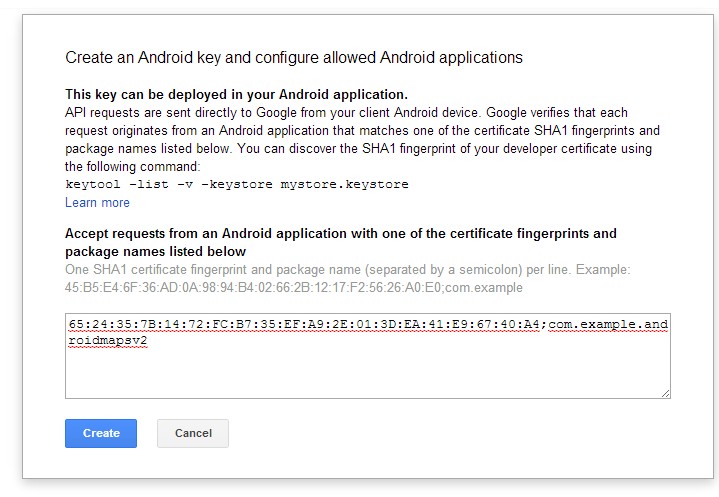 Create an Android key and configure allowed Android applications
This key can be deployed in your Android application.
API requests are sent directly to Google from your client Android device. Google verifies that each
request originates from an Android application that matches one of the certificate SHA1 fingerprints and
package names listed below. You can discover the SHA1 fingerprint of your developer certificate using
the following command:
keytool -list -v -keystore mystore.keystore
Learn more
Accept requests from an Android application with one of the certificate fingerprints and
package names listed below
One SHA1 certificate fingerprint and package name (separated by a semicolon) per line. Example:
45:B5:E4:6F:36:AD:0A:98:94:B4:02:66:2B:12:17:F2:56:26:A0:E0;com.example
65:24:35:7B:14:72:FC:B7:35:EF:A9:2E:01:3D:EA:41:E9:67:40:A4;com.example.and
roidmapsv2
Create
Cancel